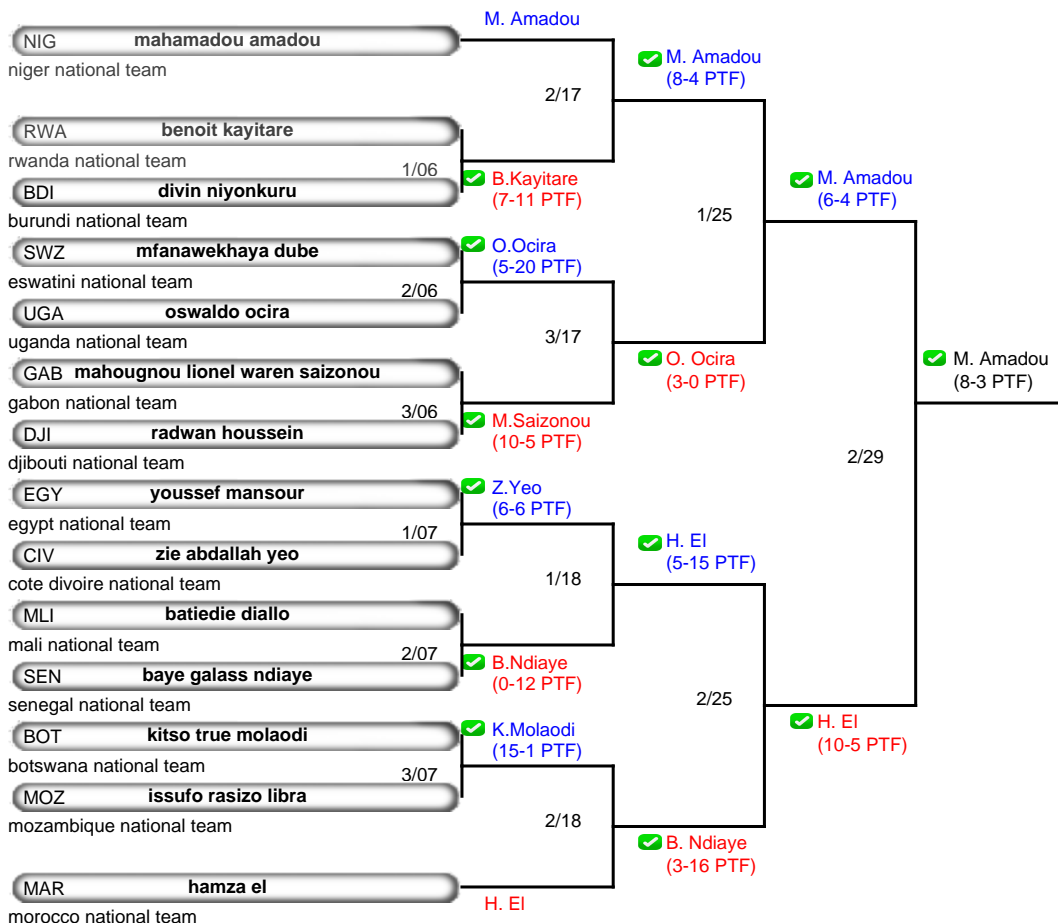 M. Amadou
NIG mahamadou amadou
niger national team
M. Amadou
(8-4 PTF)
2/17
RWA benoit kayitare
rwanda national team
1/06
B.Kayitare
(7-11 PTF)
BDI divin niyonkuru
burundi national team
M. Amadou
(6-4 PTF)
1/25
SWZ mfanawekhaya dube
eswatini national team
O.Ocira
(5-20 PTF)
2/06
UGA oswaldo ocira
uganda national team
3/17
O. Ocira
(3-0 PTF)
GAB mahougnou lionel waren saizonou
gabon national team
3/06
M.Saizonou
(10-5 PTF)
DJI radwan houssein
djibouti national team
M. Amadou
(8-3 PTF)
2/29
EGY youssef mansour
egypt national team
Z.Yeo
(6-6 PTF)
1/07
CIV zie abdallah yeo
cote divoire national team
H. El
(5-15 PTF)
1/18
MLI batiedie diallo
mali national team
2/07
B.Ndiaye
(0-12 PTF)
SEN baye galass ndiaye
senegal national team
2/25
H. El
(10-5 PTF)
BOT kitso true molaodi
botswana national team
K.Molaodi
(15-1 PTF)
3/07
MOZ issufo rasizo libra
mozambique national team
2/18
B. Ndiaye
(3-16 PTF)
MAR hamza el
morocco national team
H. El